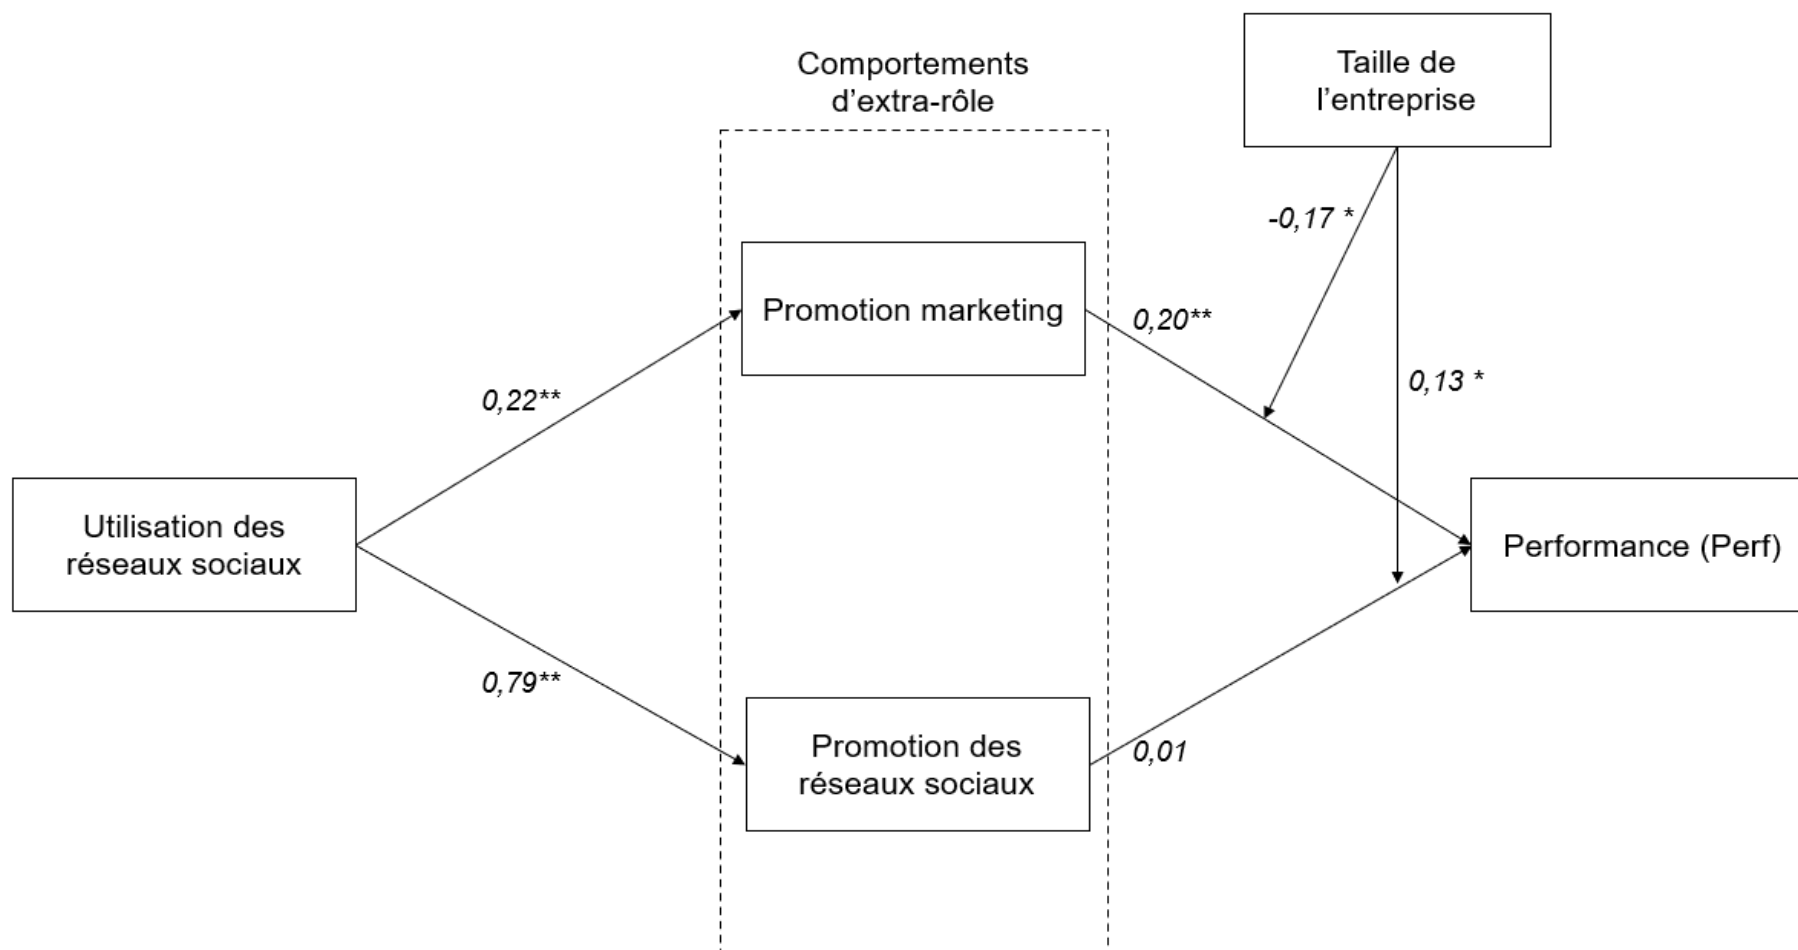 Comportements
d’extra-rôle
Taille de
l’entreprise
-0,17 *
Promotion marketing
0,20**
0,13 *
0,22**
Utilisation des
réseaux sociaux
Performance (Perf)
0,79**
Promotion des
réseaux sociaux
0,01